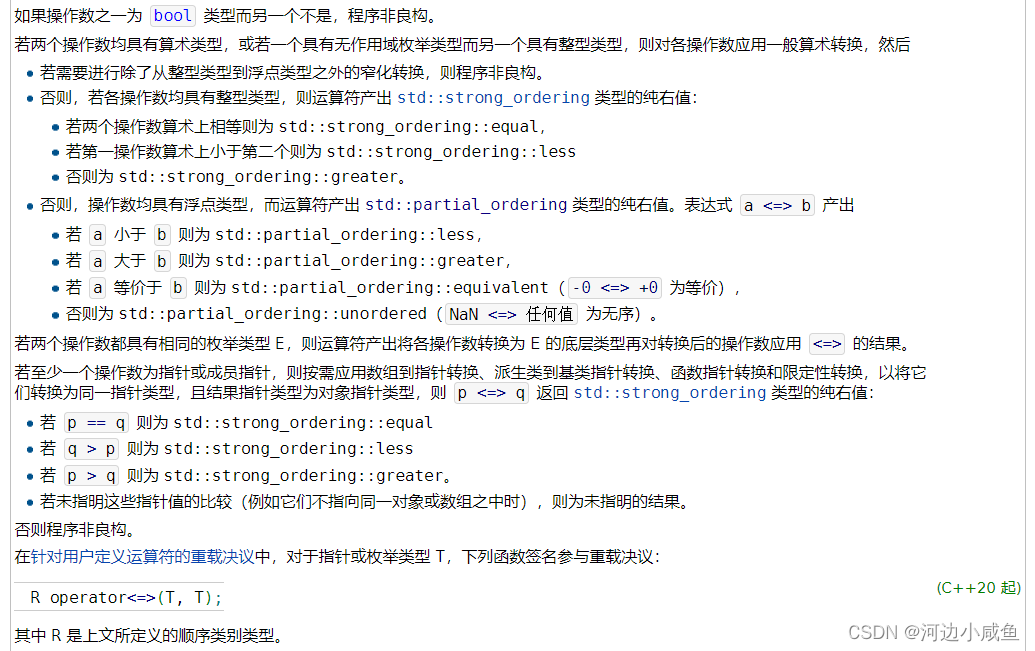 如果操作数之一为 bool 类型而另一个不是，程序非良构。
若两个操作数均具有算术类型，或若一个具有无作用域枚举类型而另一个具有整型类型，则对各操作数应用一般算术转换，然后
• 若需要进行除了从整型类型到浮点类型之外的窄化转换，则程序非良构。
• 否则，若各操作数均具有整型类型，则运算符产出 std::strong_ordering 类型的纯右值：
• 若两个操作数算术上相等则为 std::strong_ordering::equal，
• 若第一操作数算术上小于第二个则为 std::strong_ordering::less
• 否则为 std::strong_ordering::greater。
• 否则，操作数均具有浮点类型，而运算符产出 std::partial_ordering 类型的纯右值。表达式 a <=> b 产出
• 若 a 小于 b 则为 std::partial_ordering::less，
• 若 a 大于 b 则为 std::partial_ordering::greater，
• 若 a 等价于 b 则为 std::partial_ordering::equivalent（ -0 <=> +0 为等价），
• 否则为 std::partial_ordering::unordered（ NaN <=> 任何值 为无序）。
若两个操作数都具有相同的枚举类型 E，则运算符产出将各操作数转换为 E 的底层类型再对转换后的操作数应用 <=> 的结果。
若至少一个操作数为指针或成员指针，则按需应用数组到指针转换、派生类到基类指针转换、函数指针转换和限定性转换，以将它
们转换为同一指针类型，且结果指针类型为对象指针类型，则 p <=> q 返回 std::strong_ordering 类型的纯右值：
• 若 p == q 则为 std::strong_ordering::equal
• 若 q > p 则为 std::strong_ordering::less
• 若 p > q 则为 std::strong_ordering::greater。
• 若未指明这些指针值的比较（例如它们不指向同一对象或数组之中时），则为未指明的结果。
否则程序非良构。
在针对用户定义运算符的重载决议中，对于指针或枚举类型 T，下列函数签名参与重载决议：
(C++20 起)
R operator<=>(T, T);
其中 R 是上文所定义的顺序类别类型。
CSDN @河边小咸鱼